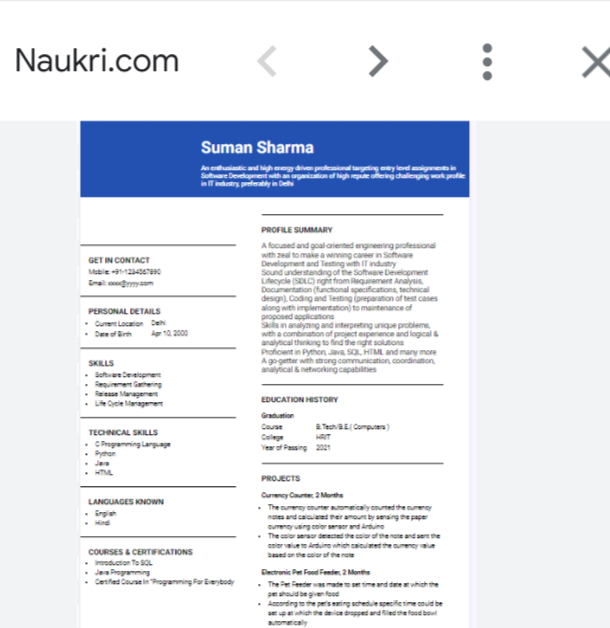 Naukri.com
Suman Sharma
An enthusiastic and high energy driven professional targeting entry level assignments in
Software Development with an organization of high repute offering challenging work profile
in IT industry, preferably in Delhi
GET IN CONTACT
Mobile: +91-1234567890
Email: xxxx@yyyy.com
PERSONAL DETAILS
• Current Location Delhi
• Date of Birth Apr 10, 2000
SKILLS
• Software Development
• Requirement Gathering
• Release Management
• Life Cycle Management
TECHNICAL SKILLS
• C Programming Language
• Python
• Java
• HTML
LANGUAGES KNOWN
• English
• Hindi
COURSES & CERTIFICATIONS
• Introduction To SQL
• Java Programming
• Certified Course In "Programming For Everybody
PROFILE SUMMARY
A focused and goal-oriented engineering professional
with zeal to make a winning career in Software
Development and Testing with IT industry
Sound understanding of the Software Development
Lifecycle (SDLC) right from Requirement Analysis,
Documentation (functional specifications, technical
design), Coding and Testing (preparation of test cases
along with implementation) to maintenance of
proposed applications
Skills in analyzing and interpreting unique problems,
with a combination of project experience and logical &
analytical thinking to find the right solutions
Proficient in Python, Java, SQL, HTML and many more
A go-getter with strong communication, coordination,
analytical & networking capabilities
EDUCATION HISTORY
Graduation
Course B.Tech/B.E.( Computers )
College HRIT
Year of Passing 2021
PROJECTS
Currency Counter, 2 Months
• The currency counter automatically counted the currency
notes and calculated their amount by sensing the paper
currency using color sensor and Arduino
• The color sensor detected the color of the note and sent the
color value to Arduino which calculated the currency value
based on the color of the note
Electronic Pet Food Feeder, 2 Months
• The Pet Feeder was made to set time and date at which the
pet should be given food
• According to the pet's eating schedule specific time could be
set up at which the device dropped and filled the food bowl
automatically